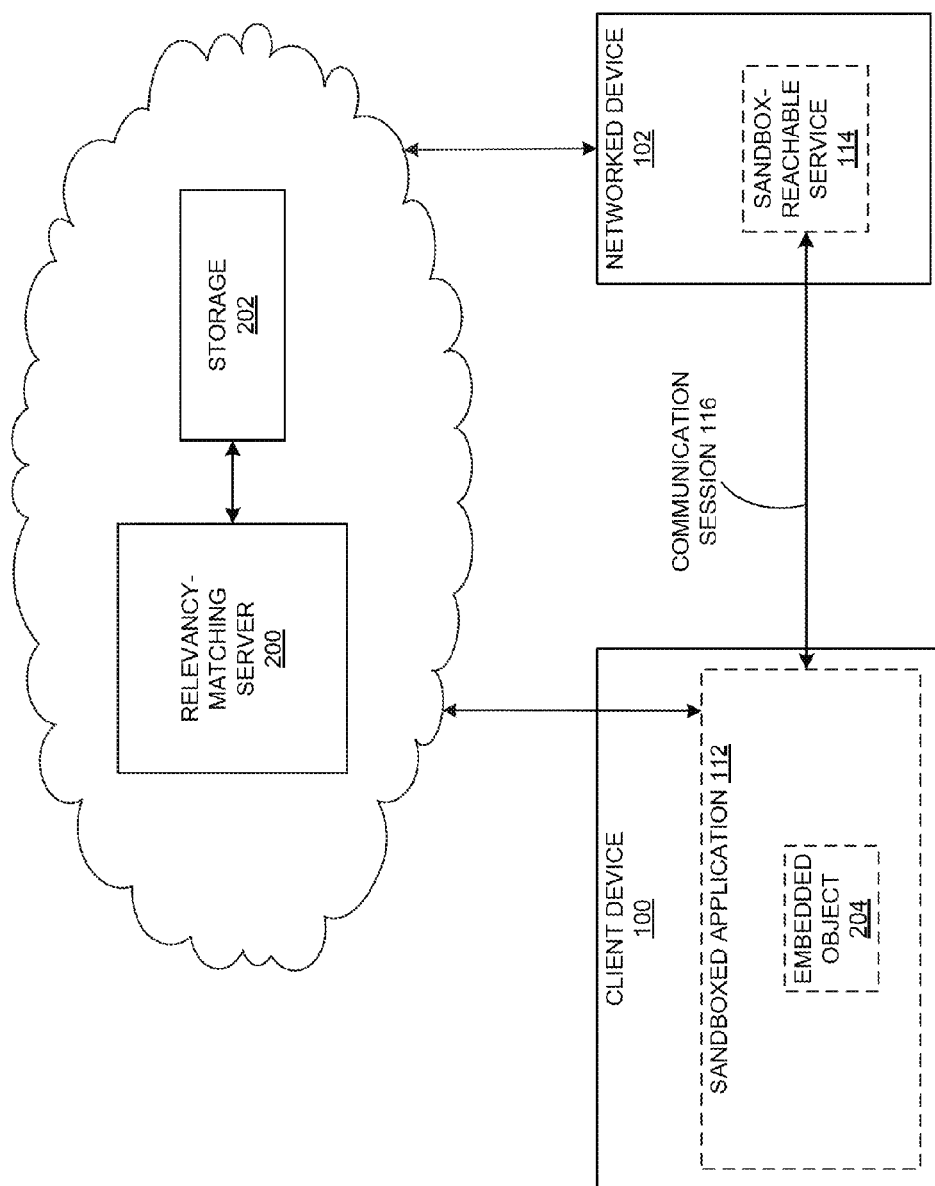 RELEVANCY-
MATCHING
SERVER
200
STORAGE
202
CLIENT DEVICE
100
SANDBOXED APPLICATION 112
EMBEDDED
OBJECT
204
COMMUNICATION
SESSION 116
NETWORKED DEVICE
102
SANDBOX-
REACHABLE
SERVICE
114